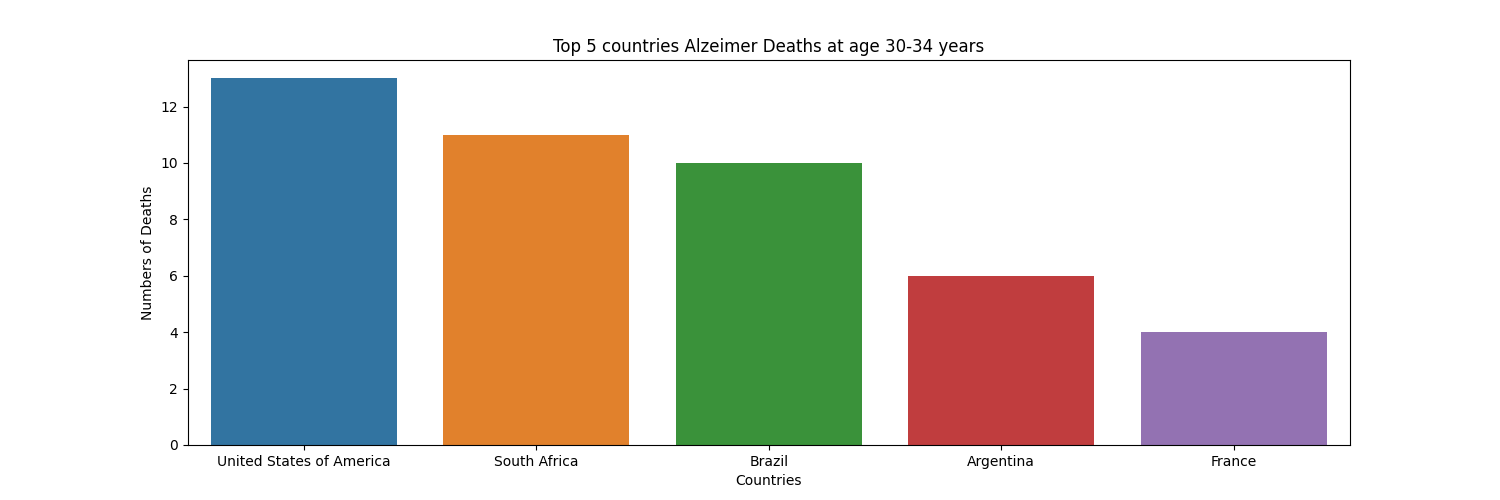 Top 5 countries Alzeimer Deaths at age 30-34 years
Numbers of Deaths
12
10
8
6
4
2
0
United States of America
South Africa
Brazil
Argentina
France
Countries